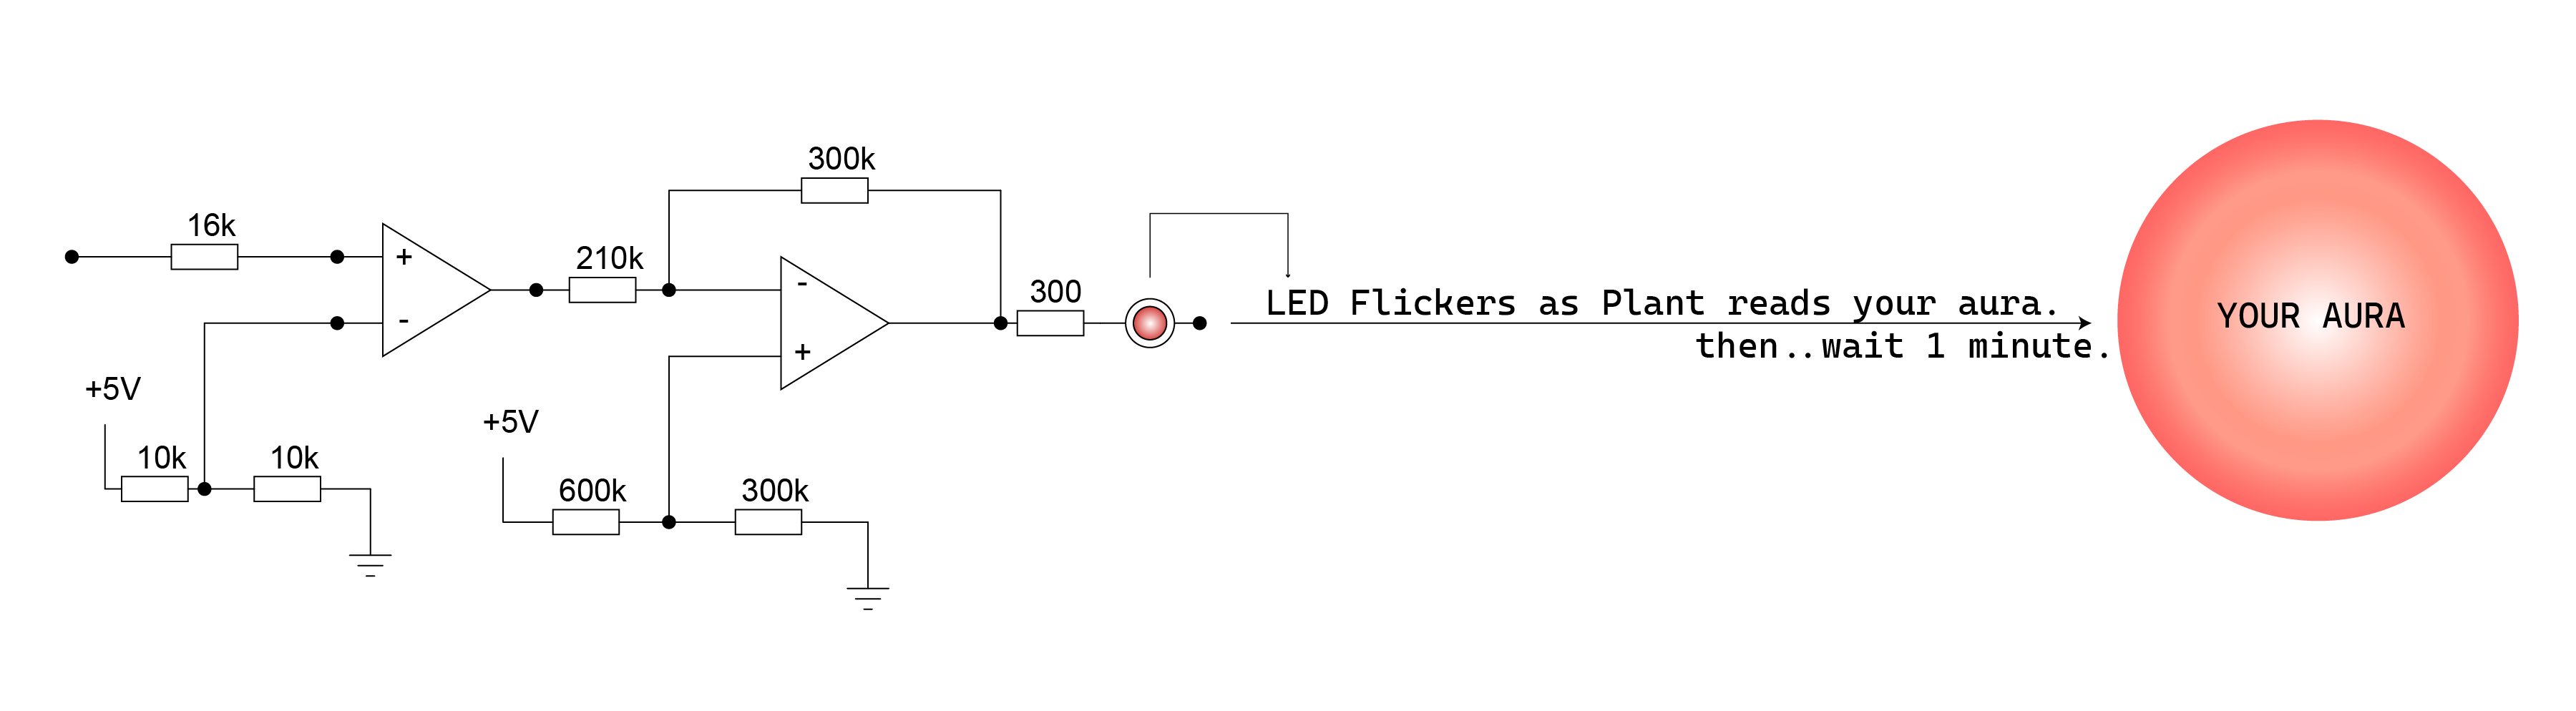 300k
16k
+
-
210k
-
+
300
LED Flickers as Plant reads your aura.
then..wait 1 minute.
YOUR AURA
+5V
10k
10k
+5V
600k
300k